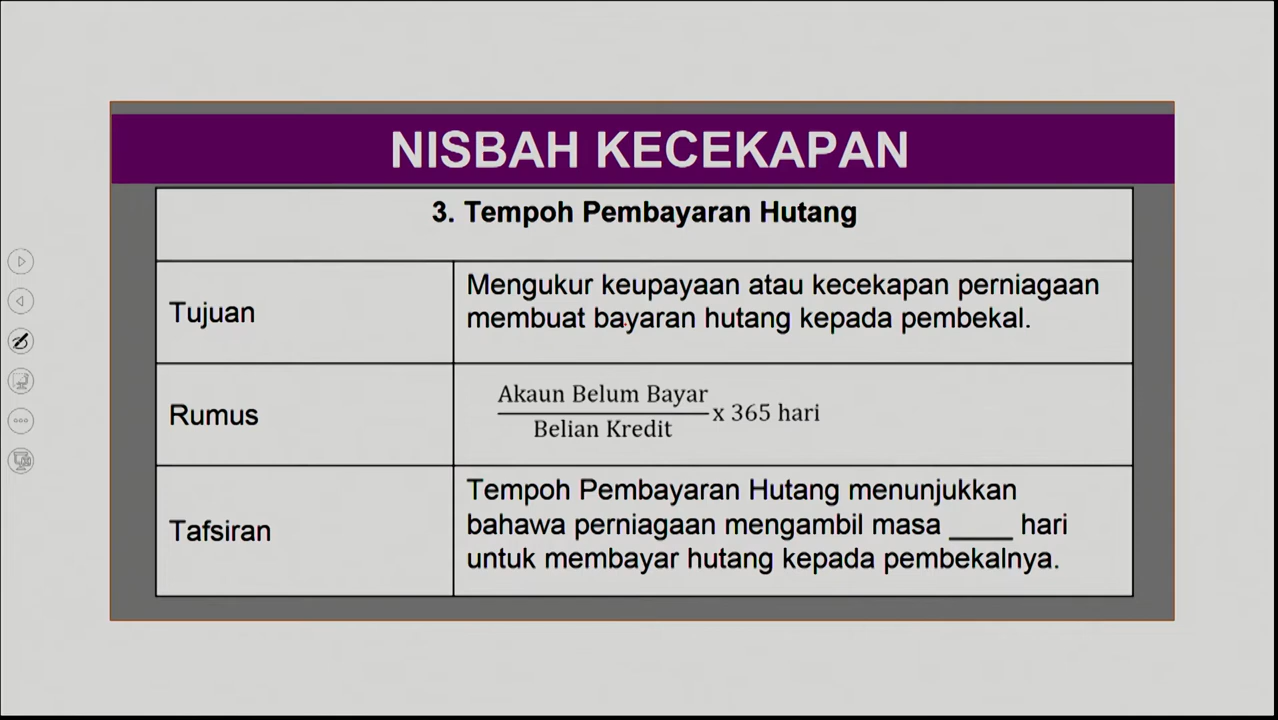 NISBAH KECEKAPAN
3. Tempoh Pembayaran Hutang
Tujuan
Mengukur keupayaan atau kecekapan perniagaan
membuat bayaran hutang kepada pembekal.
Rumus
Akaun Belum Bayar
x 365 hari
Belian Kredit
Tafsiran
Tempoh Pembayaran Hutang menunjukkan
bahawa perniagaan mengambil masa _____ hari
untuk membayar hutang kepada pembekalnya.